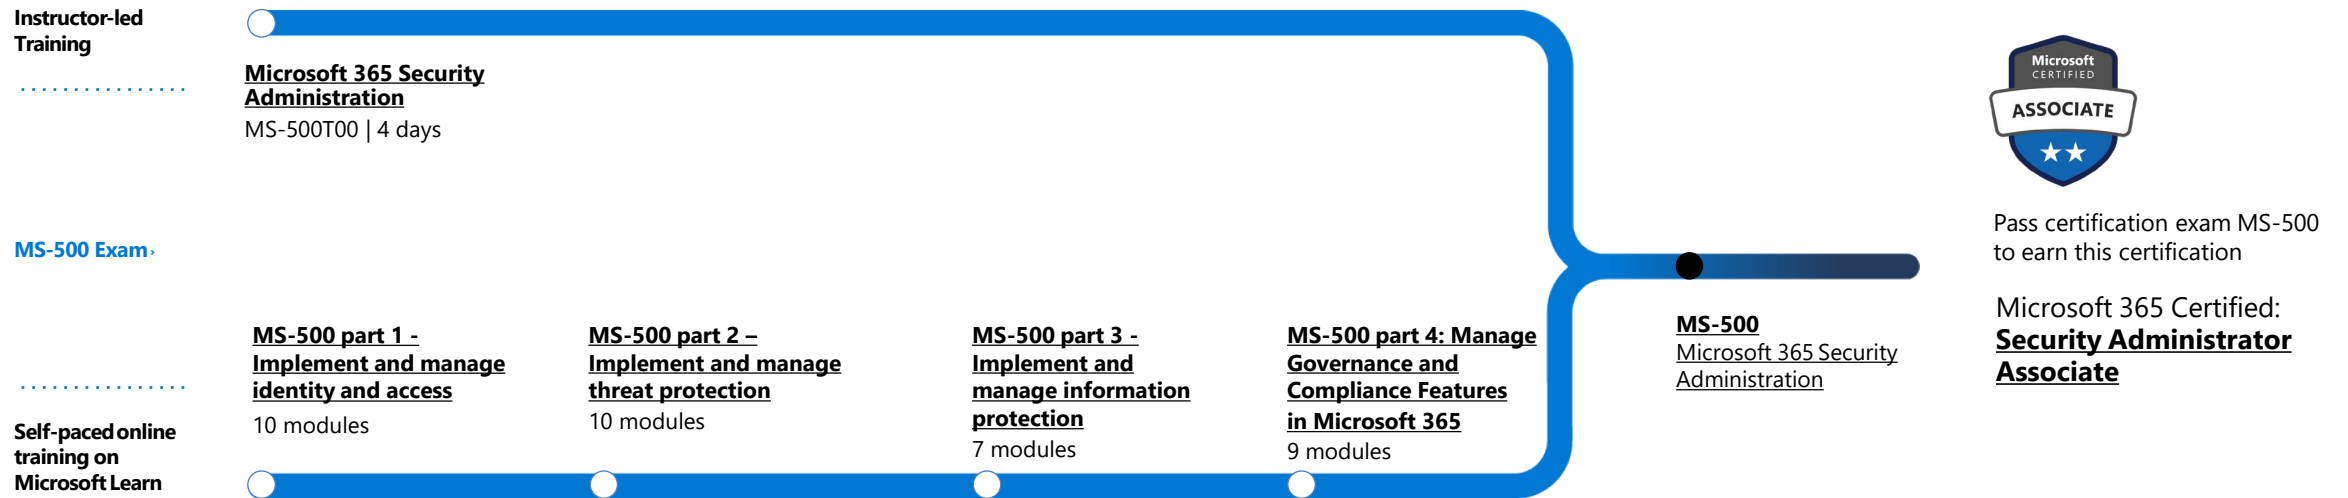 Instructor-led
Training
Microsoft 365 Security
Administration
MS-500T00 | 4 days
Microsoft
CERTIFIED
ASSOCIATE
MS-500 Exam ›
Pass certification exam MS-500
to earn this certification
Microsoft 365 Certified:
Security Administrator
Associate
MS-500 part 1 -
Implement and manage
identity and access
10 modules
MS-500 part 2 –
Implement and manage
threat protection
10 modules
MS-500 part 3 -
Implement and
manage information
protection
7 modules
MS-500 part 4: Manage
Governance and
Compliance Features
in Microsoft 365
9 modules
MS-500
Microsoft 365 Security
Administration
Self-paced online
training on
Microsoft Learn